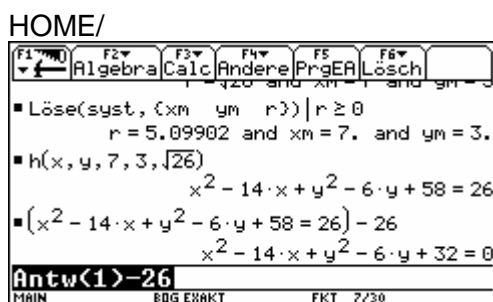 HOME/
F1 F2 F3 F4 F5 F6
Algebra Calc Andere PrgEA Lösch
▪Löse(syst, {xm ym r})|r ≥ 0
r = 5.09902 and xm = 7. and ym = 3.
▪h(x, y, 7, 3, √26)
x² - 14·x + y² - 6·y + 58 = 26
▪(x² - 14·x + y² - 6·y + 58 = 26) - 26
x² - 14·x + y² - 6·y + 32 = 0
Antw(1)-26
MAIN BOG EXAKT FKT 7/30